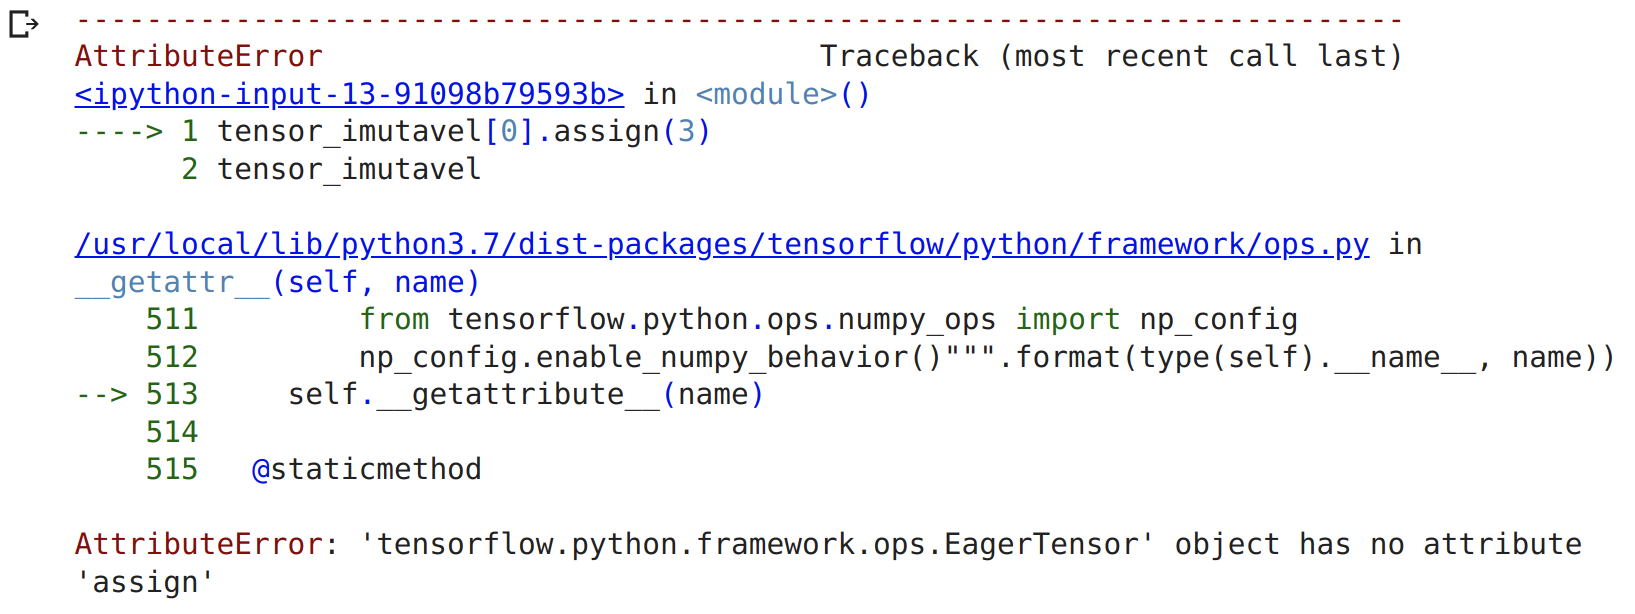 ---------------------------------------------------------------------------
AttributeError                            Traceback (most recent call last)
<ipython-input-13-91098b79593b> in <module>()
----> 1 tensor_imutavel[0].assign(3)
      2 tensor_imutavel

/usr/local/lib/python3.7/dist-packages/tensorflow/python/framework/ops.py in
__getattr__(self, name)
    511         from tensorflow.python.ops.numpy_ops import np_config
    512         np_config.enable_numpy_behavior()""".format(type(self).__name__, name))
--> 513     self.__getattribute__(name)
    514
    515   @staticmethod

AttributeError: 'tensorflow.python.framework.ops.EagerTensor' object has no attribute
'assign'